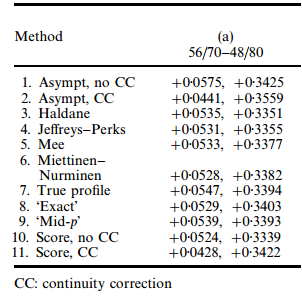 Method (a)
56/70–48/80
1. Asympt, no CC +0·0575, +0·3425
2. Asympt, CC +0·0441, +0·3559
3. Haldane +0·0535, +0·3351
4. Jeffreys–Perks +0·0531, +0·3355
5. Mee +0·0533, +0·3377
6. Miettinen–
Nurminen +0·0528, +0·3382
7. True profile +0·0547, +0·3394
8. ‘Exact’ +0·0529, +0·3403
9. ‘Mid-p’ +0·0539, +0·3393
10. Score, no CC +0·0524, +0·3339
11. Score, CC +0·0428, +0·3422
CC: continuity correction